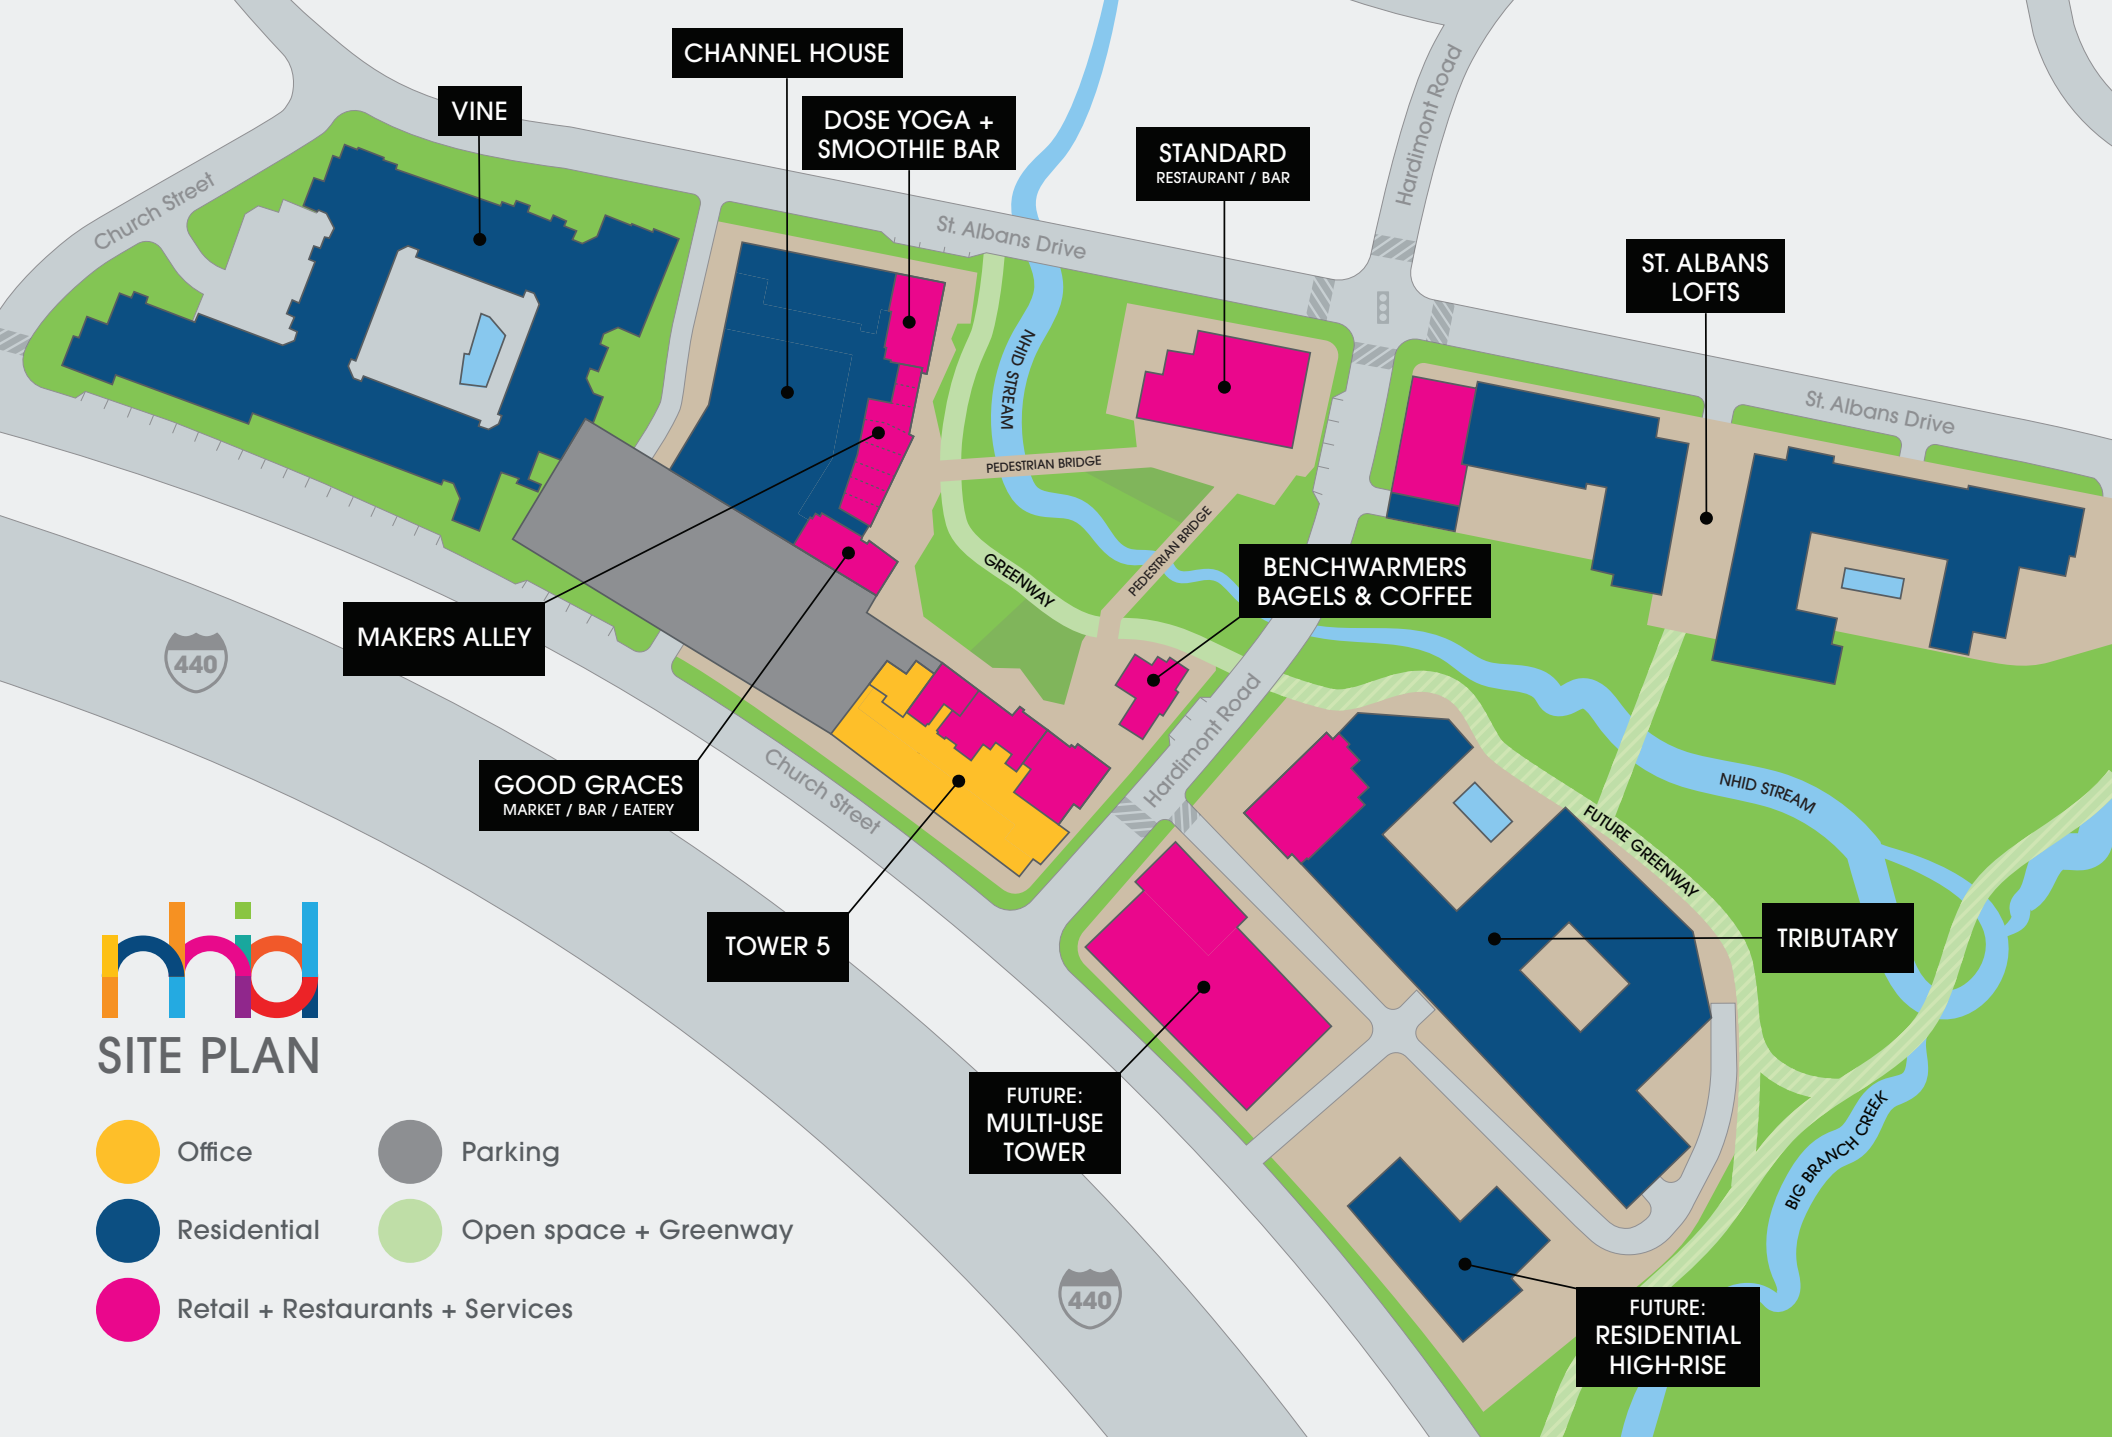 CHANNEL HOUSE
VINE
DOSE YOGA +
SMOOTHIE BAR
STANDARD
RESTAURANT / BAR
Hardimont Road
Church Street
St. Albans Drive
ST. ALBANS
LOFTS
St. Albans Drive
NHID STREAM
PEDESTRIAN BRIDGE
PEDESTRIAN BRIDGE
GREENWAY
BENCHWARMERS
BAGELS & COFFEE
MAKERS ALLEY
440
Hardimont Road
GOOD GRACES
MARKET / BAR / EATERY
Church Street
NHID STREAM
FUTURE GREENWAY
TOWER 5
TRIBUTARY
nhid
SITE PLAN
FUTURE:
MULTI-USE
TOWER
BIG BRANCH CREEK
Office
Parking
Residential
Open space + Greenway
Retail + Restaurants + Services
440
FUTURE:
RESIDENTIAL
HIGH-RISE